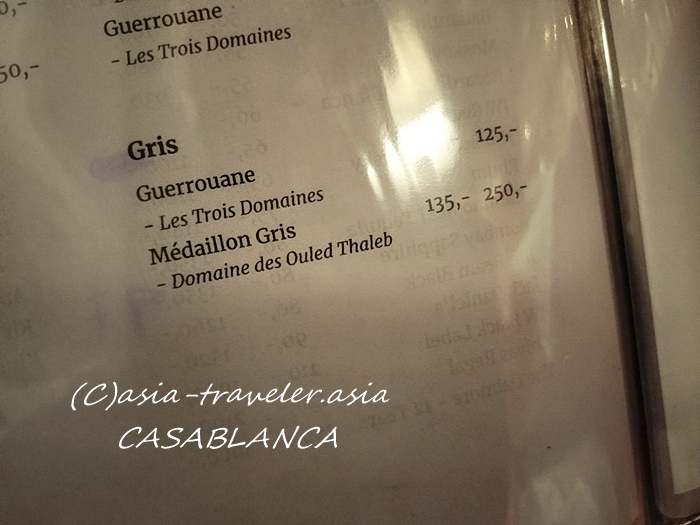 0,-
Guerrouane
- Les Trois Domaines
50,-
Gris
Guerrouane 125,-
- Les Trois Domaines
Médaillon Gris 135,- 250,-
- Domaine des Ouled Thaleb
(C)asia-traveler.asia
CASABLANCA